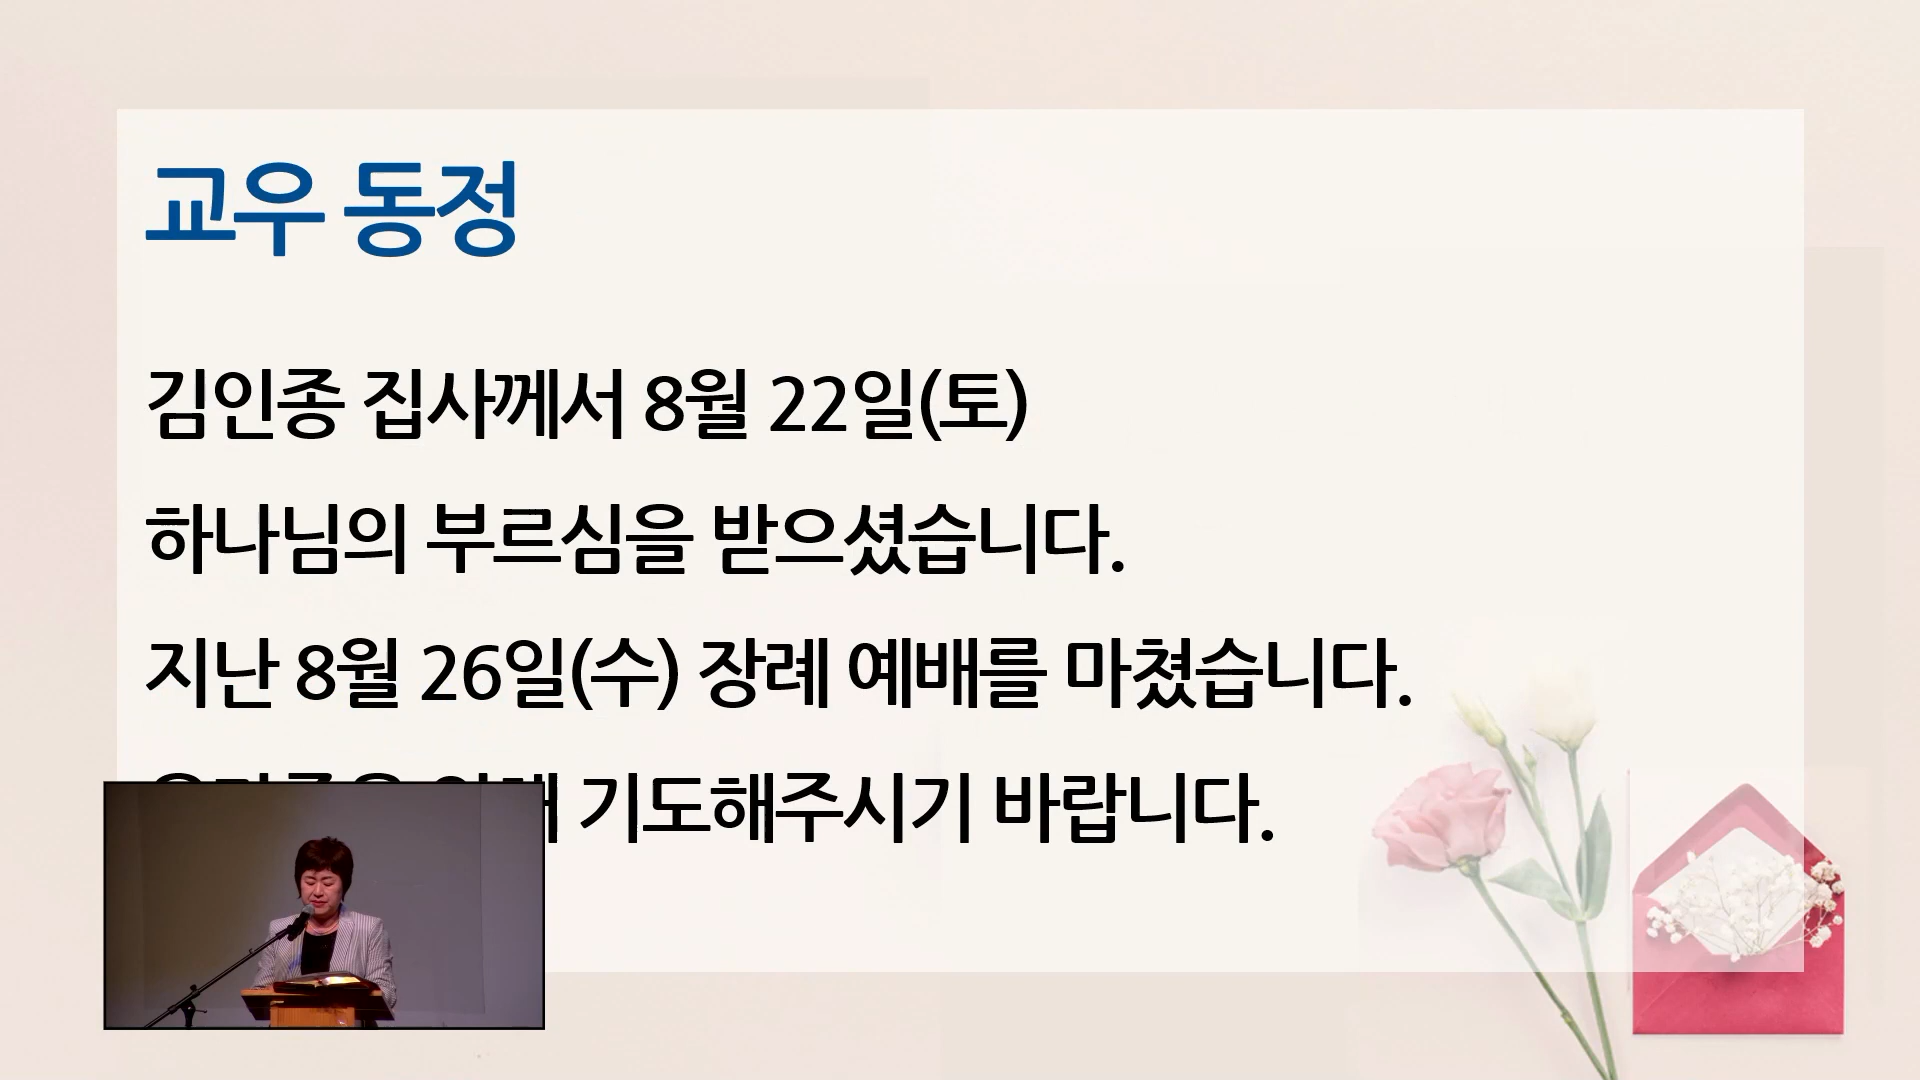 교우 동정
김인종 집사께서 8월 22일(토)
하나님의 부르심을 받으셨습니다.
지난 8월 26일(수) 장례 예배를 마쳤습니다.
기도해주시기 바랍니다.